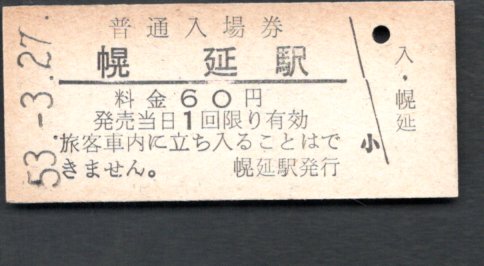 53.-3.27.
普通入場券
幌延駅
料金60円
発売当日1回限り有効
旅客車内に立ち入ることはで
きません。 幌延駅発行
小
入・幌延